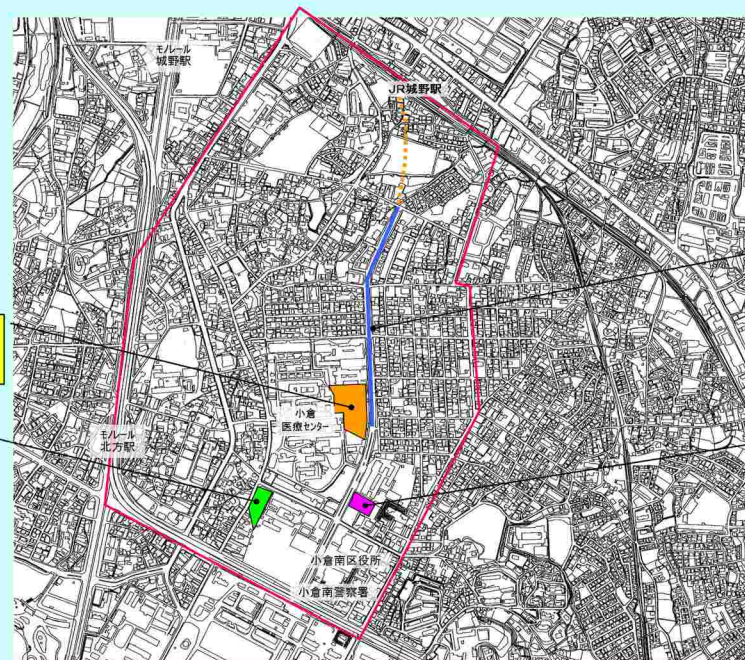 モノレール
城野駅
JR城野駅
小倉
医療センター
モノレール
北方駅
小倉南区役所
小倉南警察署